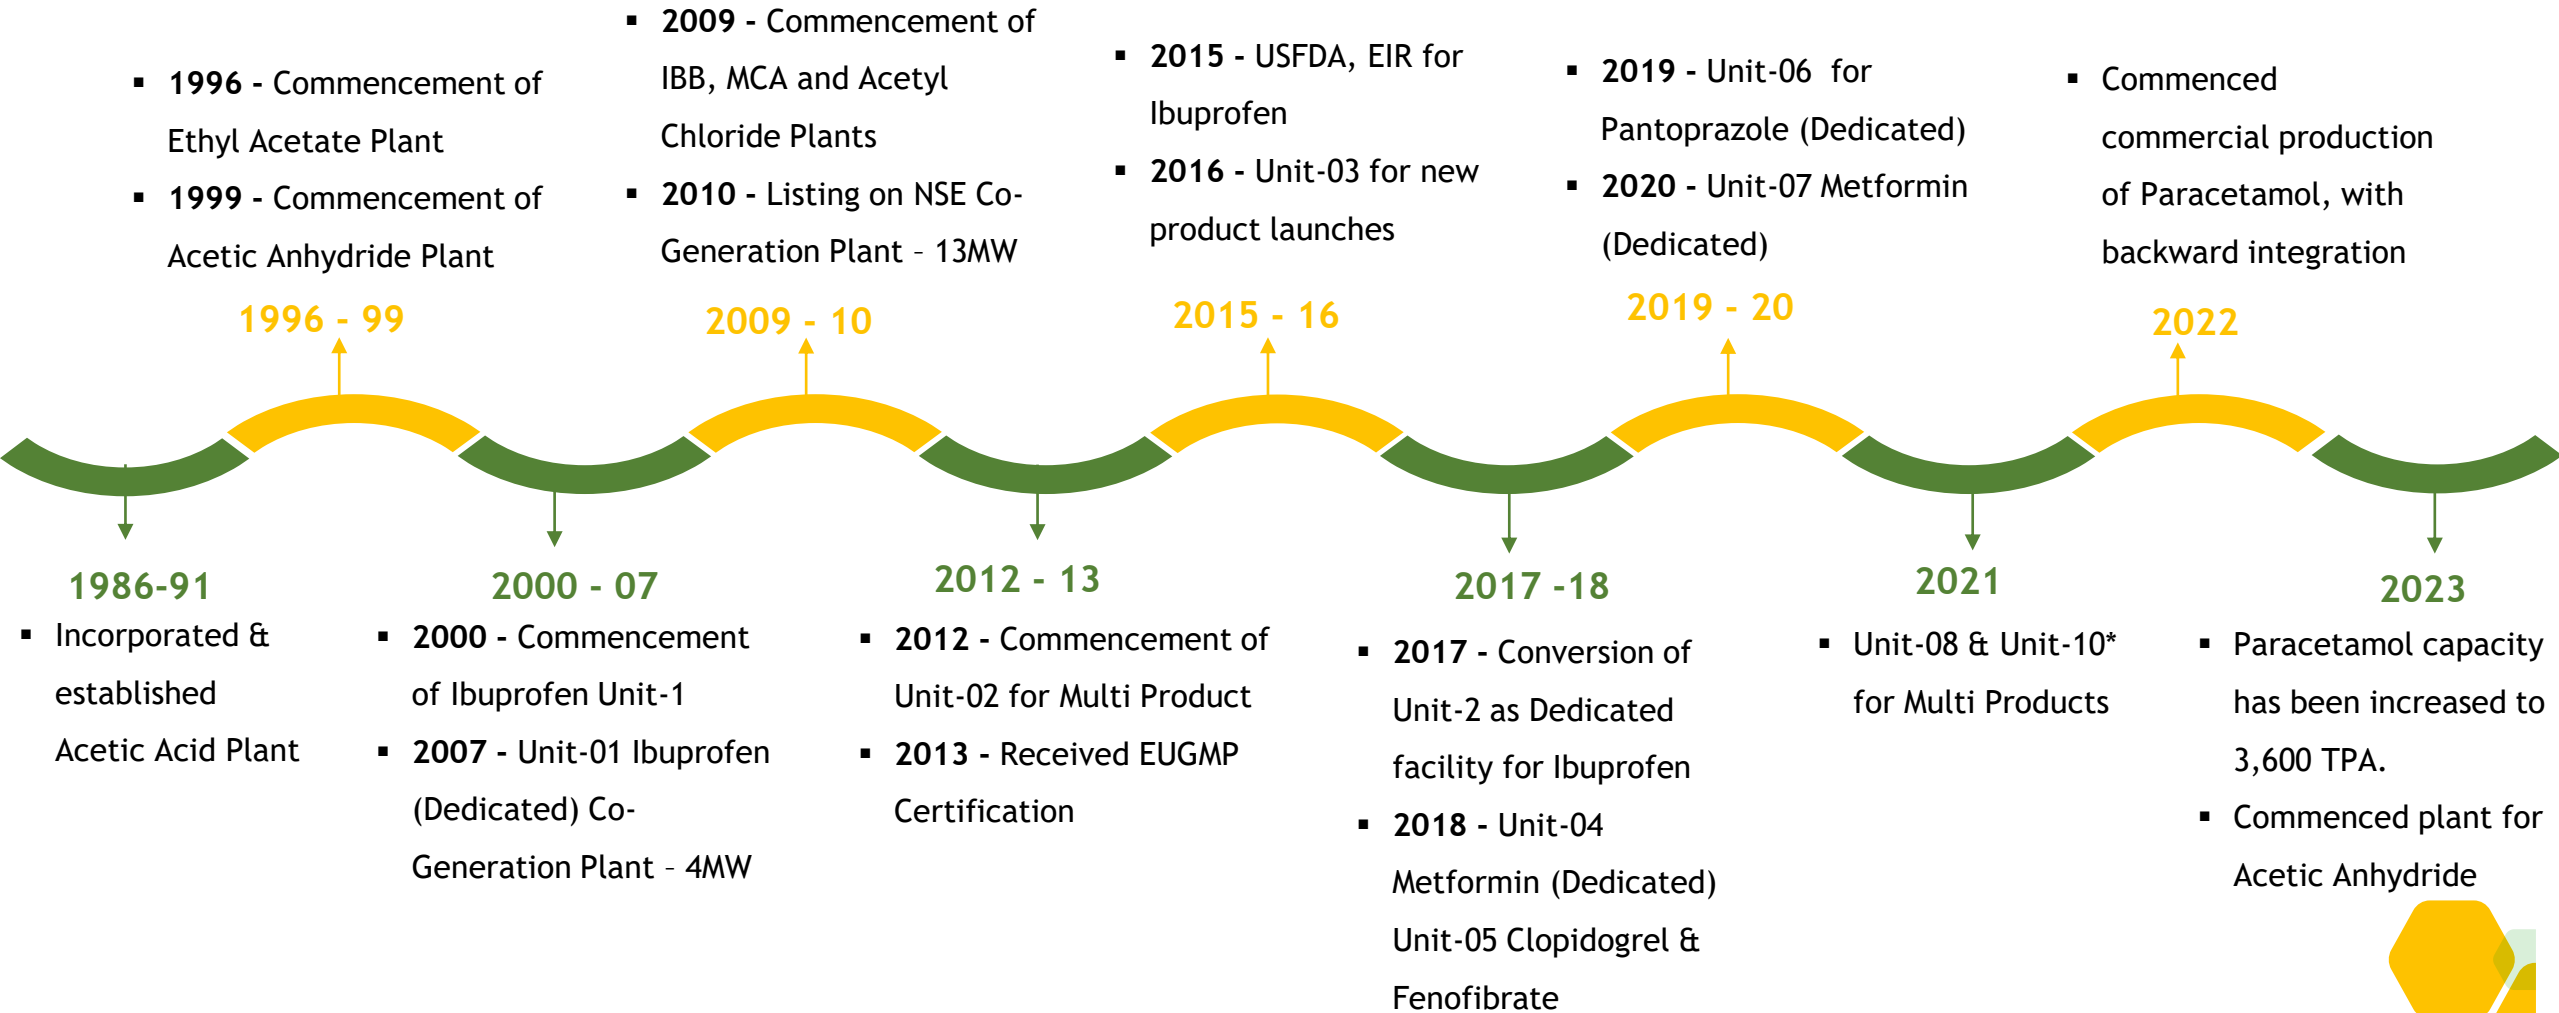 ▪ 1996 - Commencement of
Ethyl Acetate Plant
▪ 1999 - Commencement of
Acetic Anhydride Plant
1996 - 99
▪ 2009 - Commencement of
IBB, MCA and Acetyl
Chloride Plants
▪ 2010 - Listing on NSE Co-
Generation Plant – 13MW
2009 - 10
▪ 2015 - USFDA, EIR for
Ibuprofen
▪ 2016 - Unit-03 for new
product launches
2015 - 16
▪ 2019 - Unit-06 for
Pantoprazole (Dedicated)
▪ 2020 - Unit-07 Metformin
(Dedicated)
2019 - 20
▪ Commenced
commercial production
of Paracetamol, with
backward integration
2022
1986-91
▪ Incorporated &
established
Acetic Acid Plant
2000 - 07
▪ 2000 - Commencement
of Ibuprofen Unit-1
▪ 2007 - Unit-01 Ibuprofen
(Dedicated) Co-
Generation Plant – 4MW
2012 - 13
▪ 2012 - Commencement of
Unit-02 for Multi Product
▪ 2013 - Received EUGMP
Certification
2017 -18
▪ 2017 - Conversion of
Unit-2 as Dedicated
facility for Ibuprofen
▪ 2018 - Unit-04
Metformin (Dedicated)
Unit-05 Clopidogrel &
Fenofibrate
2021
▪ Unit-08 & Unit-10*
for Multi Products
2023
▪ Paracetamol capacity
has been increased to
3,600 TPA.
▪ Commenced plant for
Acetic Anhydride